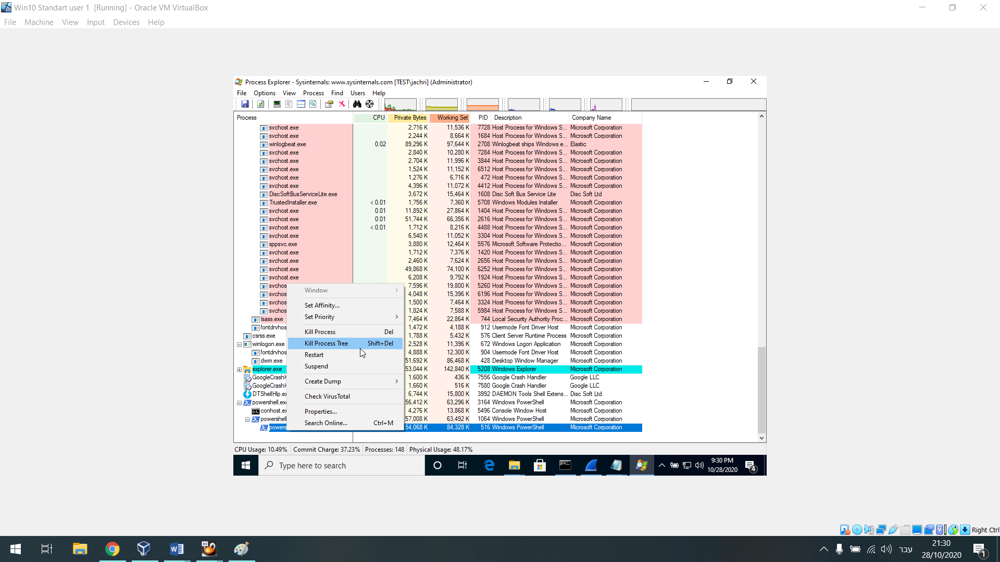 Win10 Standart user 1 [Running] - Oracle VM VirtualBox
File Machine View Input Devices Help
Process Explorer - Sysinternals: www.sysinternals.com [TEST\jachri] (Administrator)
File Options View Process Find Users Help
Process CPU Private Bytes Working Set PID Description Company Name
svchost.exe 2,716 K 11,536 K 7728 Host Process for Windows S... Microsoft Corporation
svchost.exe 2,244 K 8,664 K 1684 Host Process for Windows S... Microsoft Corporation
winlogbeat.exe 0.02 89,296 K 97,644 K 2708 Winlogbeat ships Windows e... Elastic
svchost.exe 2,840 K 10,280 K 7284 Host Process for Windows S... Microsoft Corporation
svchost.exe 2,704 K 11,996 K 3844 Host Process for Windows S... Microsoft Corporation
svchost.exe 1,524 K 11,152 K 6512 Host Process for Windows S... Microsoft Corporation
svchost.exe 1,276 K 6,716 K 472 Host Process for Windows S... Microsoft Corporation
svchost.exe 4,396 K 11,072 K 4412 Host Process for Windows S... Microsoft Corporation
DiscSoftBusServiceLite.exe 3,672 K 15,464 K 1608 Disc Soft Bus Service Lite Disc Soft Ltd
TrustedInstaller.exe < 0.01 1,756 K 7,360 K 5708 Windows Modules Installer Microsoft Corporation
svchost.exe 0.01 11,892 K 27,864 K 1404 Host Process for Windows S... Microsoft Corporation
svchost.exe 0.01 51,744 K 66,356 K 2616 Host Process for Windows S... Microsoft Corporation
svchost.exe < 0.01 1,712 K 8,216 K 4488 Host Process for Windows S... Microsoft Corporation
svchost.exe 6,540 K 11,052 K 3304 Host Process for Windows S... Microsoft Corporation
sppsvc.exe 3,880 K 12,464 K 5576 Microsoft Software Protectio... Microsoft Corporation
svchost.exe 1,712 K 7,376 K 1420 Host Process for Windows S... Microsoft Corporation
svchost.exe 2,460 K 7,624 K 2656 Host Process for Windows S... Microsoft Corporation
svchost.exe 49,868 K 74,100 K 6252 Host Process for Windows S... Microsoft Corporation
svchost.exe 6,208 K 9,792 K 1924 Host Process for Windows S... Microsoft Corporation
svchos 7,596 K 19,800 K 5260 Host Process for Windows S... Microsoft Corporation
svchos 4,048 K 15,396 K 6196 Host Process for Windows S... Microsoft Corporation
svchos 1,500 K 7,464 K 3324 Host Process for Windows S... Microsoft Corporation
svchos 1,824 K 7,588 K 5984 Host Process for Windows S... Microsoft Corporation
lsass.exe 7,464 K 22,864 K 744 Local Security Authority Proc... Microsoft Corporation
fontdrvhos 1,472 K 4,188 K 912 Usermode Font Driver Host Microsoft Corporation
csrss.exe 1,788 K 5,432 K 576 Client Server Runtime Process Microsoft Corporation
winlogon.exe 2,528 K 11,396 K 672 Windows Logon Application Microsoft Corporation
fontdrvhos 4,888 K 12,300 K 904 Usermode Font Driver Host Microsoft Corporation
dwm.exe 51,692 K 86,468 K 428 Desktop Window Manager Microsoft Corporation
explorer.exe 53,044 K 142,840 K 5208 Windows Explorer Microsoft Corporation
GoogleCrashH 1,600 K 436 K 7556 Google Crash Handler Google LLC
GoogleCrashH 1,660 K 516 K 7580 Google Crash Handler Google LLC
DTShellHlp.ex 6,744 K 15,800 K 3992 DAEMON Tools Shell Extens... Disc Soft Ltd
powershell.exe 56,412 K 63,296 K 3164 Windows PowerShell Microsoft Corporation
conhost.ex 4,276 K 13,868 K 5496 Console Window Host Microsoft Corporation
powershell 57,008 K 63,492 K 1064 Windows PowerShell Microsoft Corporation
powers 54,068 K 84,328 K 516 Windows PowerShell Microsoft Corporation
Window
Set Affinity...
Set Priority
Kill Process Del
Kill Process Tree Shift+Del
Restart
Suspend
Create Dump
Check VirusTotal
Properties...
Search Online... Ctrl+M
CPU Usage: 10.49% Commit Charge: 37.23% Processes: 148 Physical Usage: 48.17%
Type here to search
9:30 PM
10/28/2020
4
Right Ctrl
עבר
21:30
28/10/2020
1